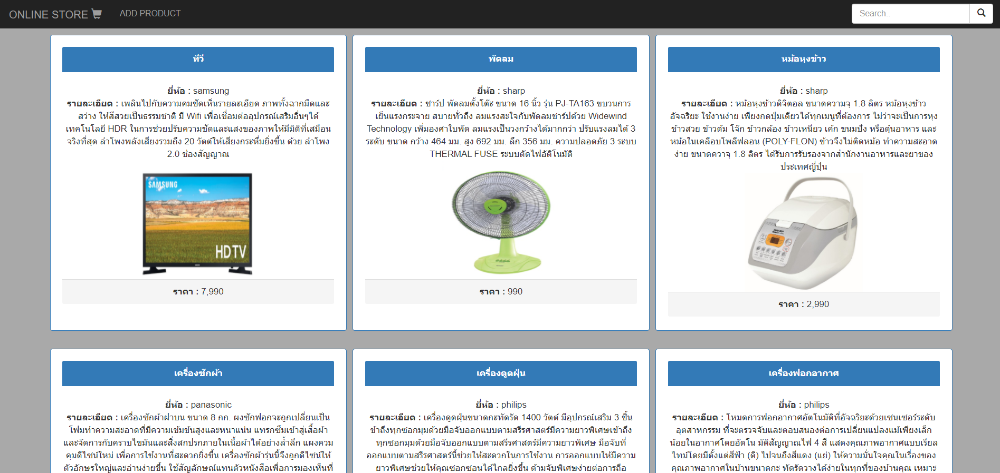 ONLINE STORE
ADD PRODUCT
Search..
ทีวี
ยี่ห้อ : samsung
รายละเอียด : เพลินไปกับความคมชัดเห็นรายละเอียด ภาพทั้งฉากมืดและ
สว่าง ให้สีสวยเป็นธรรมชาติ มี Wifi เพื่อเชื่อมต่ออุปกรณ์เสริมอื่นๆได้
เทคโนโลยี HDR ในการช่วยปรับความชัดและแสงของภาพให้มีมิติที่เสมือน
จริงที่สุด ลำโพงพลังเสียงรวมถึง 20 วัตต์ให้เสียงกระหึ่มยิ่งขึ้น ด้วย ลำโพง
2.0 ช่องสัญญาณ
SAMSUNG
HD TV
ราคา : 7,990
พัดลม
ยี่ห้อ : sharp
รายละเอียด : ชาร์ป พัดลมตั้งโต๊ะ ขนาด 16 นิ้ว รุ่น PJ-TA163 ขบวนการ
เย็นแรงกระจาย สบายทั่วถึง ลมแรงสะใจกับพัดลมชาร์ปด้วย Widewind
Technology เพิ่มองศาใบพัด ลมแรงเป็นวงกว้างได้มากกว่า ปรับแรงลมได้ 3
ระดับ ขนาด กว้าง 464 มม. สูง 692 มม. ลึก 356 มม. ความปลอดภัย 3 ระบบ
THERMAL FUSE ระบบตัดไฟอัติโนมัติ
ราคา : 990
หม้อหุงข้าว
ยี่ห้อ : sharp
รายละเอียด : หม้อหุงข้าวดิจิตอล ขนาดความจุ 1.8 ลิตร หม้อหุงข้าว
อัจฉริยะ ใช้งานง่าย เพียงกดปุ่มเดียวได้ทุกเมนูที่ต้องการ ไม่ว่าจะเป็นการหุง
ข้าวสวย ข้าวต้ม โจ๊ก ข้าวกล้อง ข้าวเหนียว เค้ก ขนมปัง หรือตุ๋นอาหาร และ
หม้อในเคลือบโพลีฟลอน (POLY-FLON) ข้าวจึงไม่ติดหม้อ ทำความสะอาด
ง่าย ขนาดควาจุ 1.8 ลิตร ได้รับการรับรองจากสำนักงานอาหารและยาของ
ประเทศญี่ปุ่น
SHARP
ราคา : 2,990
เครื่องซักผ้า
ยี่ห้อ : panasonic
รายละเอียด : เครื่องซักผ้าฝาบน ขนาด 8 กก. ผงซักฟอกจะถูกเปลี่ยนเป็น
โฟมทำความสะอาดที่มีความเข้มข้นสูงและหนาแน่น แทรกซึมเข้าสู่เสื้อผ้า
และจัดการกับคราบไขมันและสิ่งสกปรกภายในเนื้อผ้าได้อย่างล้ำลึก แผงควม
คุมดีไซน์ใหม่ เพื่อการใช้งานที่สะดวกยิ่งขึ้น เครื่องซักผ้ารุ่นนี้จึงถูกดีไซน์ให้
ตัวอักษรใหญ่และอ่านง่ายขึ้น ใช้สัญลักษณ์แทนตัวหนังสือเพื่อการมองเห็นที่
เครื่องดูดฝุ่น
ยี่ห้อ : philips
รายละเอียด : เครื่องดูดฝุ่นขนาดกะทัดรัด 1400 วัตต์ มีอุปกรณ์เสริม 3 ชิ้น
เข้าถึงทุกซอกมุมด้วยมือจับออกแบบตามสรีรศาสตร์มีความยาวพิเศษเข้าถึง
ทุกซอกมุมด้วยมือจับออกแบบตามสรีรศาสตร์มีความยาวพิเศษ มือจับที่
ออกแบบตามสรีรศาสตร์นี้ช่วยให้สะดวกในการใช้งาน การออกแบบให้มีความ
ยาวพิเศษช่วยให้คุณซอกซอนได้ไกลยิ่งขึ้น ด้ามจับพิเศษง่ายต่อการถือ
เครื่องฟอกอากาศ
ยี่ห้อ : philips
รายละเอียด : โหมดการฟอกอากาศอัตโนมัติที่อัจฉริยะด้วยเซ่นเซอร์ระดับ
อุตสาหกรรม ที่จะตรวจจับและตอบสนองต่อการเปลี่ยนแปลงแม้เพียงเล็ก
น้อยในอากาศโดยอัตโน มัติสัญญาณไฟ 4 สี แสดงคุณภาพอากาศแบบเรียล
ไทม์โดยมีตั้งแต่สีฟ้า (ดี) ไปจนถึงสีแดง (แย่) ให้ความมั่นใจคุณในเรื่องของ
คุณภาพอากาศในบ้านขนาดกะ ทัดรัดวางได้ง่ายในทุกที่ของบ้านคุณ เหมาะ